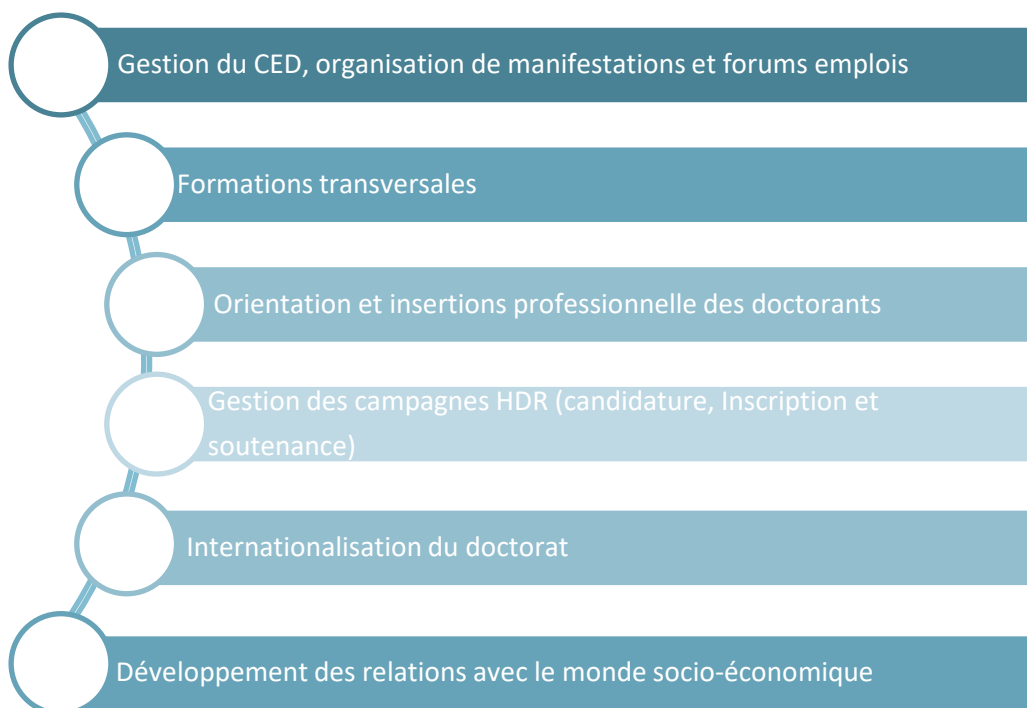 Gestion du CED, organisation de manifestations et forums emplois
Formations transversales
Orientation et insertions professionnelle des doctorants
Gestion des campagnes HDR (candidature, Inscription et
soutenance)
Internationalisation du doctorat
Développement des relations avec le monde socio-économique